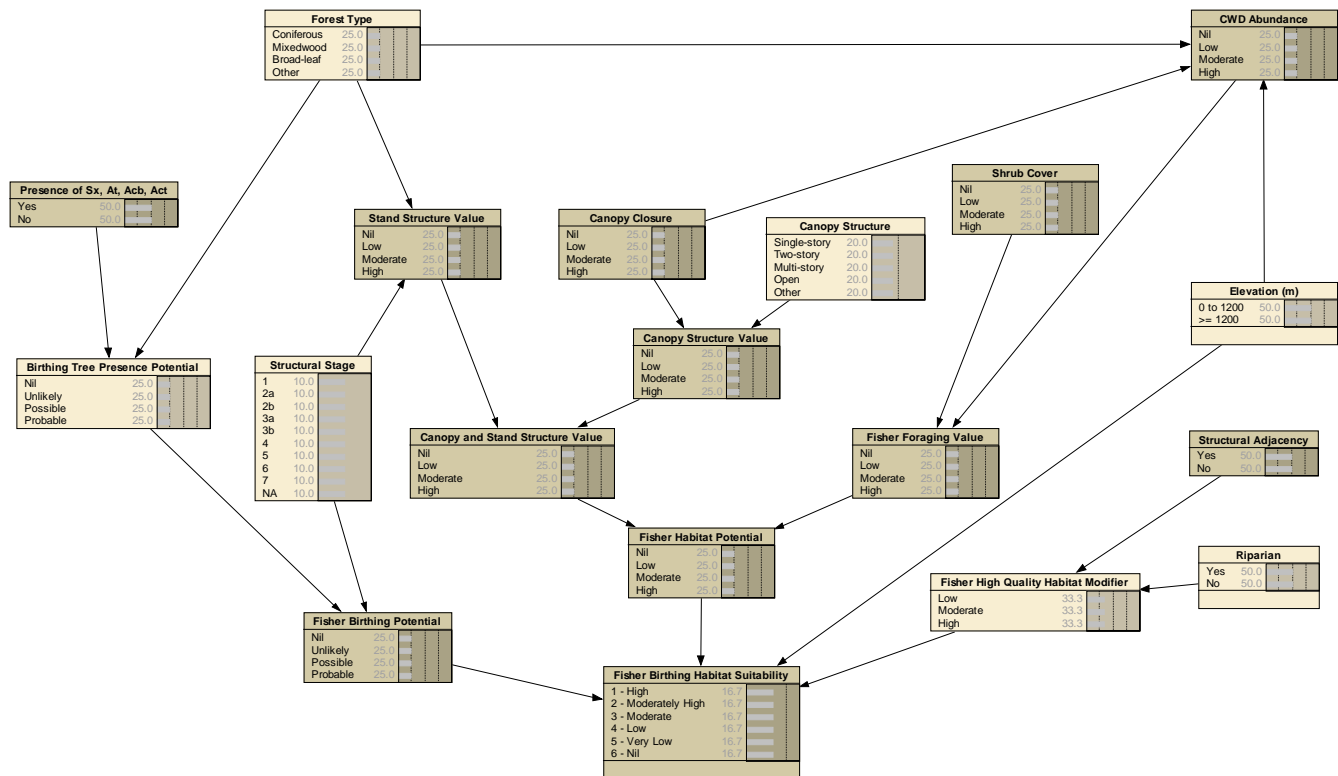 Forest Type
Coniferous 25.0
Mixedwood 25.0
Broad-leaf 25.0
Other 25.0
CWD Abundance
Nil 25.0
Low 25.0
Moderate 25.0
High 25.0
Presence of Sx, At, Acb, Act
Yes 50.0
No 50.0
Stand Structure Value
Nil 25.0
Low 25.0
Moderate 25.0
High 25.0
Canopy Closure
Nil 25.0
Low 25.0
Moderate 25.0
High 25.0
Canopy Structure
Single-story 20.0
Two-story 20.0
Multi-story 20.0
Open 20.0
Other 20.0
Shrub Cover
Nil 25.0
Low 25.0
Moderate 25.0
High 25.0
Elevation (m)
0 to 1200 50.0
>= 1200 50.0
Birthing Tree Presence Potential
Nil 25.0
Unlikely 25.0
Possible 25.0
Probable 25.0
Structural Stage
1 10.0
2a 10.0
2b 10.0
3a 10.0
3b 10.0
4 10.0
5 10.0
6 10.0
7 10.0
NA 10.0
Canopy Structure Value
Nil 25.0
Low 25.0
Moderate 25.0
High 25.0
Canopy and Stand Structure Value
Nil 25.0
Low 25.0
Moderate 25.0
High 25.0
Fisher Foraging Value
Nil 25.0
Low 25.0
Moderate 25.0
High 25.0
Structural Adjacency
Yes 50.0
No 50.0
Fisher Habitat Potential
Nil 25.0
Low 25.0
Moderate 25.0
High 25.0
Riparian
Yes 50.0
No 50.0
Fisher High Quality Habitat Modifier
Low 33.3
Moderate 33.3
High 33.3
Fisher Birthing Potential
Nil 25.0
Unlikely 25.0
Possible 25.0
Probable 25.0
Fisher Birthing Habitat Suitability
1 - High 16.7
2 - Moderately High 16.7
3 - Moderate 16.7
4 - Low 16.7
5 - Very Low 16.7
6 - Nil 16.7